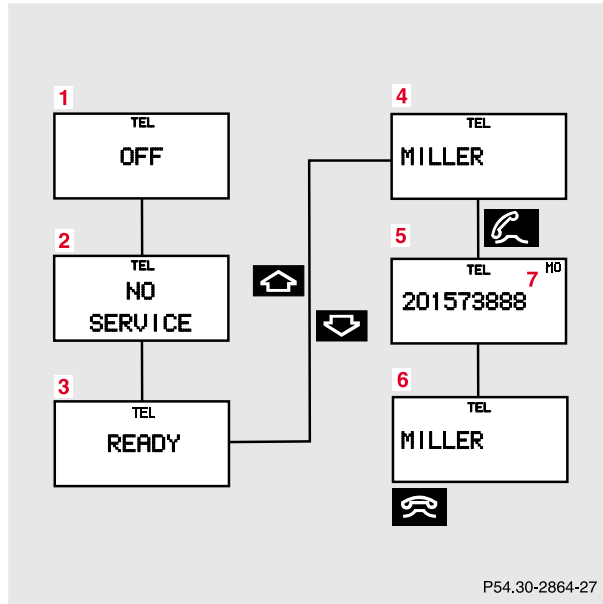 1
TEL
OFF
2
TEL
NO
SERVICE
3
TEL
READY
4
TEL
MILLER
5
TEL
7 MO
201573888
6
TEL
MILLER
P54.30-2864-27